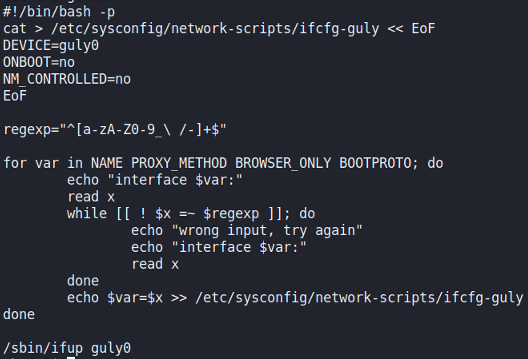 #!/bin/bash -p
cat > /etc/sysconfig/network-scripts/ifcfg-guly << EoF
DEVICE=guly0
ONBOOT=no
NM_CONTROLLED=no
EoF

regexp="^[a-zA-Z0-9_\ /-]+$"

for var in NAME PROXY_METHOD BROWSER_ONLY BOOTPROTO; do
        echo "interface $var:"
        read x
        while [[ ! $x =~ $regexp ]]; do
                echo "wrong input, try again"
                echo "interface $var:"
                read x
        done
        echo $var=$x >> /etc/sysconfig/network-scripts/ifcfg-guly
done

/sbin/ifup guly0